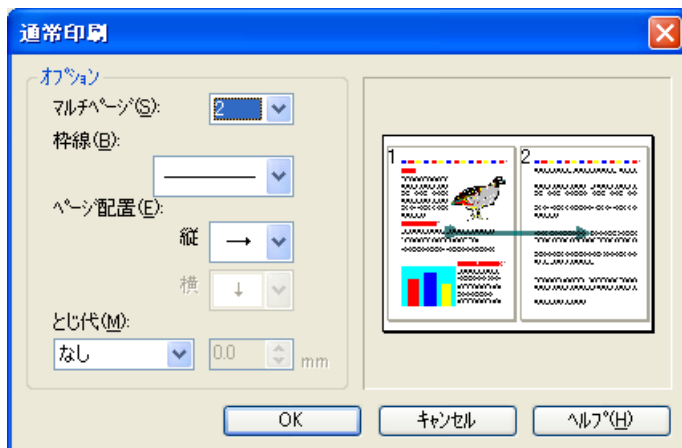 通常印刷
オプション
マルチページ(S):
2
枠線(B):
ページ配置(E):
縦
横
とじ代(M):
なし
0.0
mm
1
2
OK
キャンセル
ヘルプ(H)